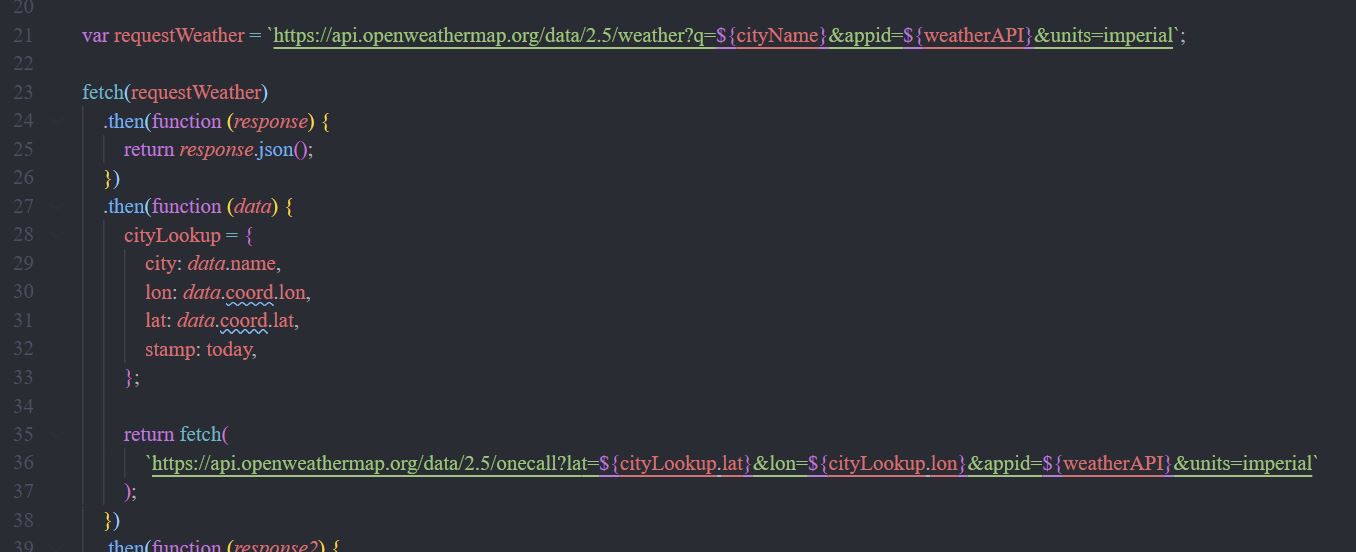 20
21 var requestWeather = `https://api.openweathermap.org/data/2.5/weather?q=${cityName}&appid=${weatherAPI}&units=imperial`;
22
23 fetch(requestWeather)
24 .then(function (response) {
25 return response.json();
26 })
27 .then(function (data) {
28 cityLookup = {
29 city: data.name,
30 lon: data.coord.lon,
31 lat: data.coord.lat,
32 stamp: today,
33 };
34
35 return fetch(
36 `https://api.openweathermap.org/data/2.5/onecall?lat=${cityLookup.lat}&lon=${cityLookup.lon}&appid=${weatherAPI}&units=imperial`
37 );
38 })
39 .then(function (response2) {